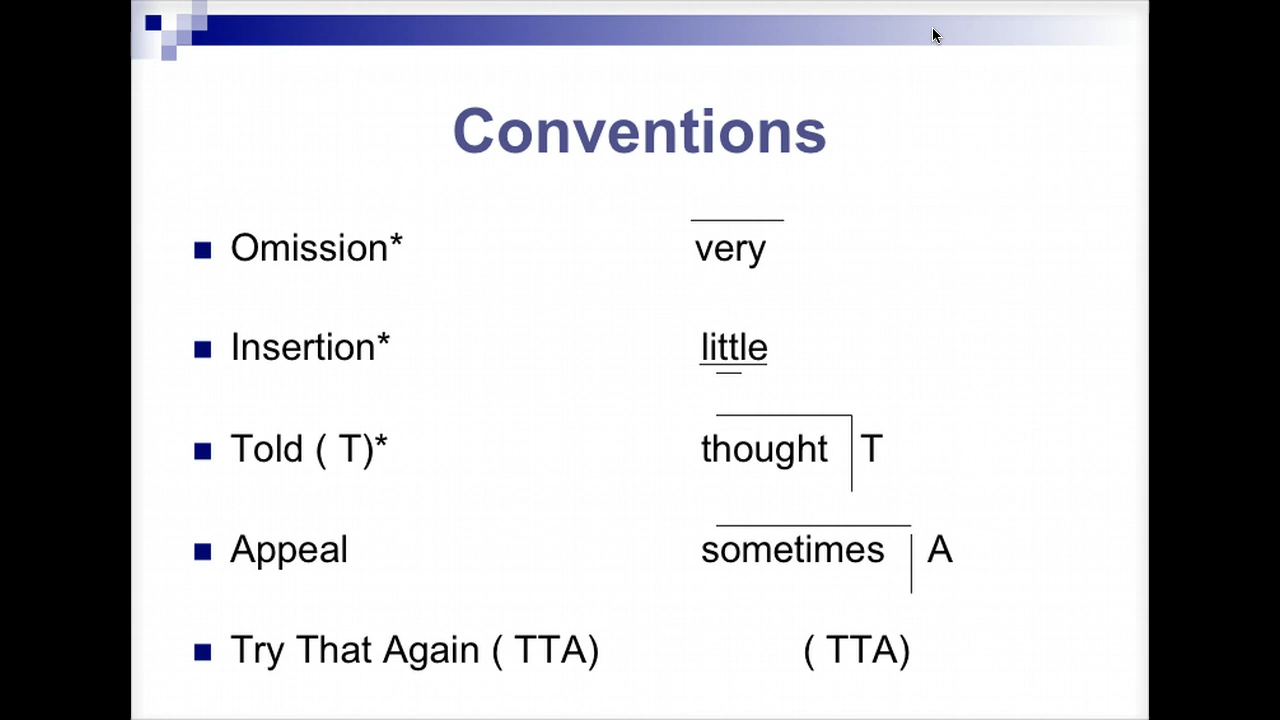 Conventions
Omission* very
Insertion* little
Told ( T)* thought T
Appeal sometimes A
Try That Again ( TTA) ( TTA)